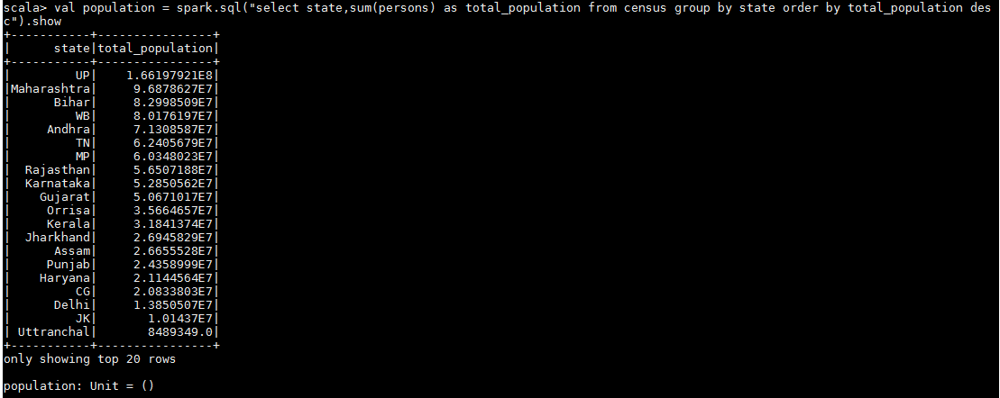 scala> val population = spark.sql("select state,sum(persons) as total_population from census group by state order by total_population des
c").show
+-----------+----------------+
|      state|total_population|
+-----------+----------------+
|         UP|    1.66197921E8|
|Maharashtra|     9.6878627E7|
|      Bihar|     8.2998509E7|
|         WB|     8.0176197E7|
|     Andhra|     7.1308587E7|
|         TN|     6.2405679E7|
|         MP|     6.0348023E7|
|  Rajasthan|     5.6507188E7|
|  Karnataka|     5.2850562E7|
|    Gujarat|     5.0671017E7|
|     Orrisa|     3.5664657E7|
|     Kerala|     3.1841374E7|
|  Jharkhand|     2.6945829E7|
|      Assam|     2.6655528E7|
|     Punjab|     2.4358999E7|
|    Haryana|     2.1144564E7|
|         CG|     2.0833803E7|
|      Delhi|     1.3850507E7|
|         JK|       1.01437E7|
| Uttranchal|       8489349.0|
+-----------+----------------+
only showing top 20 rows
population: Unit = ()